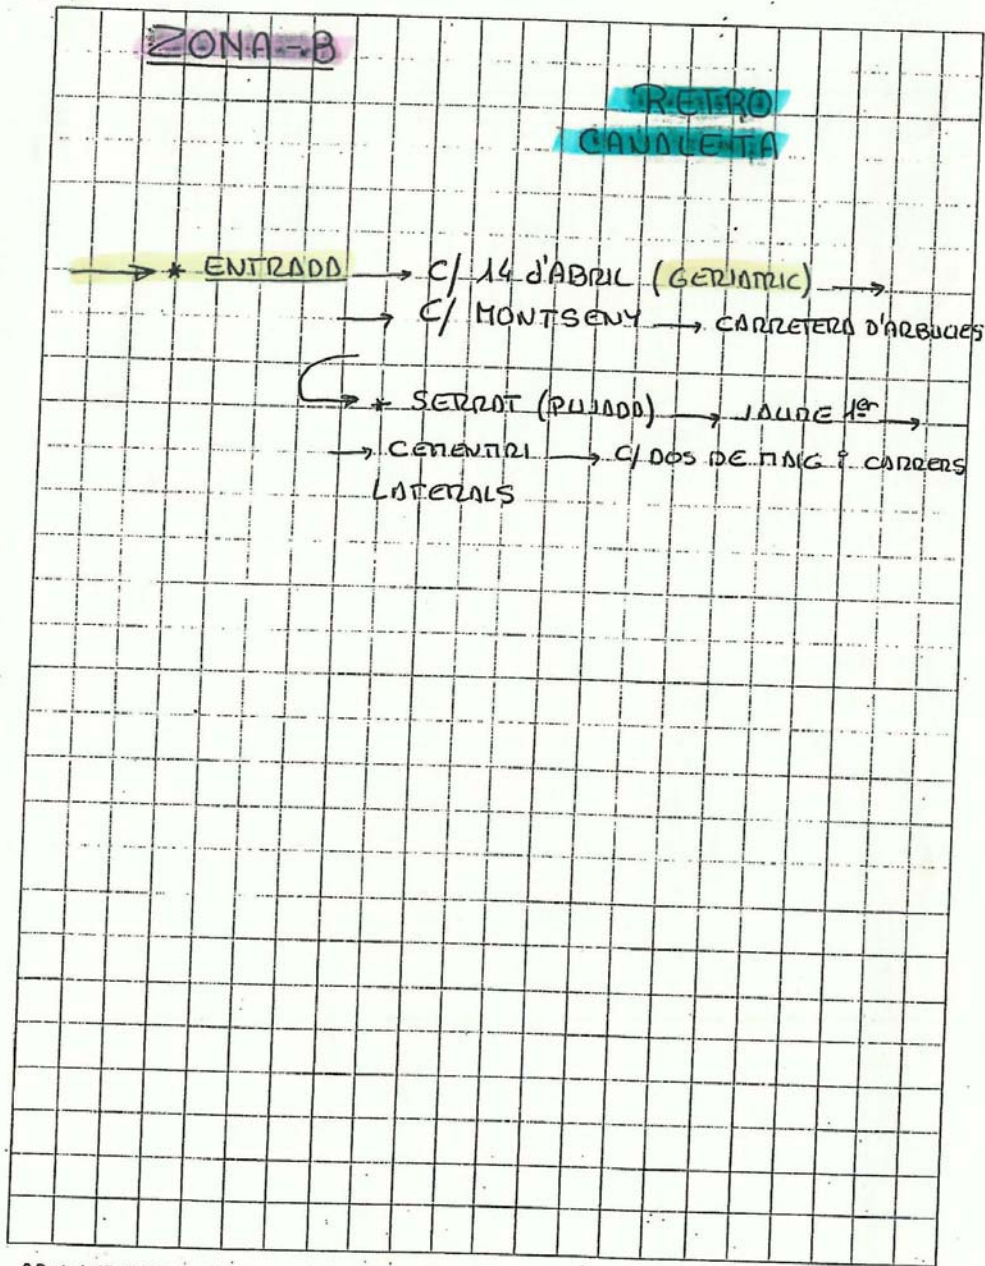 ZONA-B
RETRO
CANALETA
→ * ENTRADA → C/ 14 d'ABRIL (GERIATRIC) →
→ C/ MONTSENY → CARRETERA D'ARBUCIES
→ * SERRAT (PUJADA) → JAUME 1er →
→ CEMENTIRI → C/ DOS DE MAIG i CARRERS
LATERALS